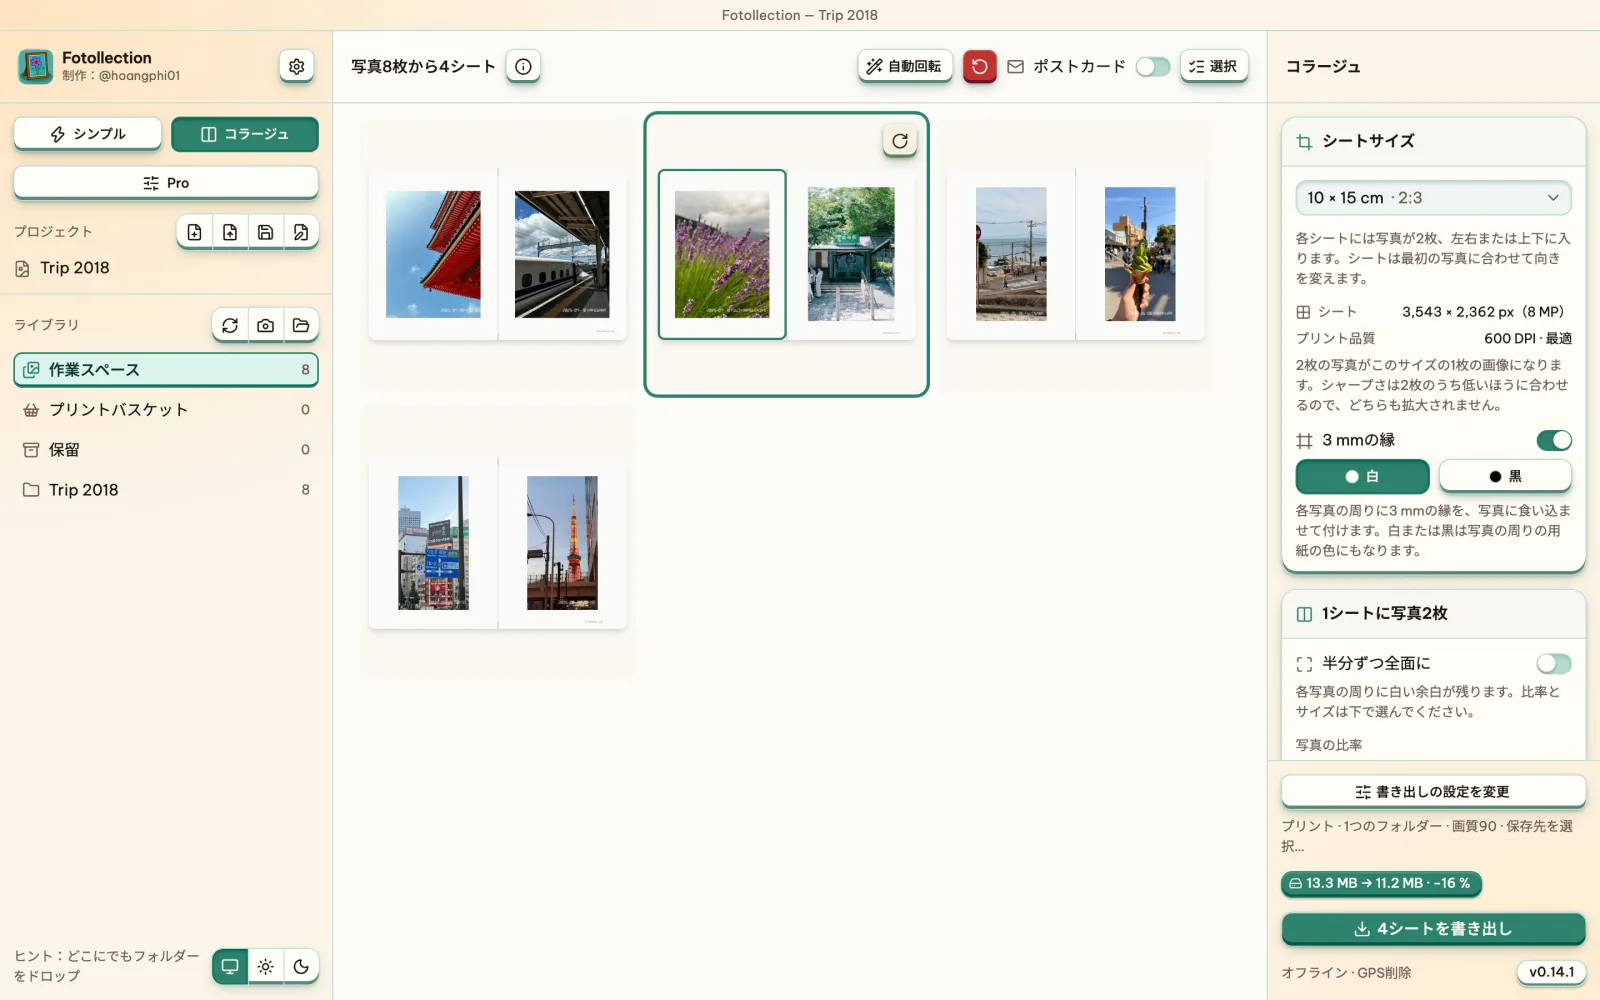 Fotollection — Trip 2018
Fotollection
制作：@hoangphi01
シンプル
コラージュ
Pro
プロジェクト
Trip 2018
ライブラリ
作業スペース 8
プリントバスケット 0
保留 0
Trip 2018 8
ヒント：どこにでもフォルダー
をドロップ
写真8枚から4シート
自動回転
ポストカード
選択
コラージュ
シートサイズ
10 × 15 cm · 2:3
各シートには写真が2枚、左右または上下に入
ります。シートは最初の写真に合わせて向き
を変えます。
シート 3,543 × 2,362 px（8 MP）
プリント品質 600 DPI · 最適
2枚の写真がこのサイズの1枚の画像になりま
す。シャープさは2枚のうち低いほうに合わせ
るので、どちらも拡大されません。
3 mmの縁
白
黒
各写真の周りに3 mmの縁を、写真に食い込ま
せて付けます。白または黒は写真の周りの用
紙の色にもなります。
1シートに写真2枚
半分ずつ全面に
各写真の周りに白い余白が残ります。比率と
サイズは下で選んでください。
写真の比率
書き出しの設定を変更
プリント · 1つのフォルダー · 画質90 · 保存先を選
択...
13.3 MB → 11.2 MB · -16 %
4シートを書き出し
オフライン · GPS削除
v0.14.1